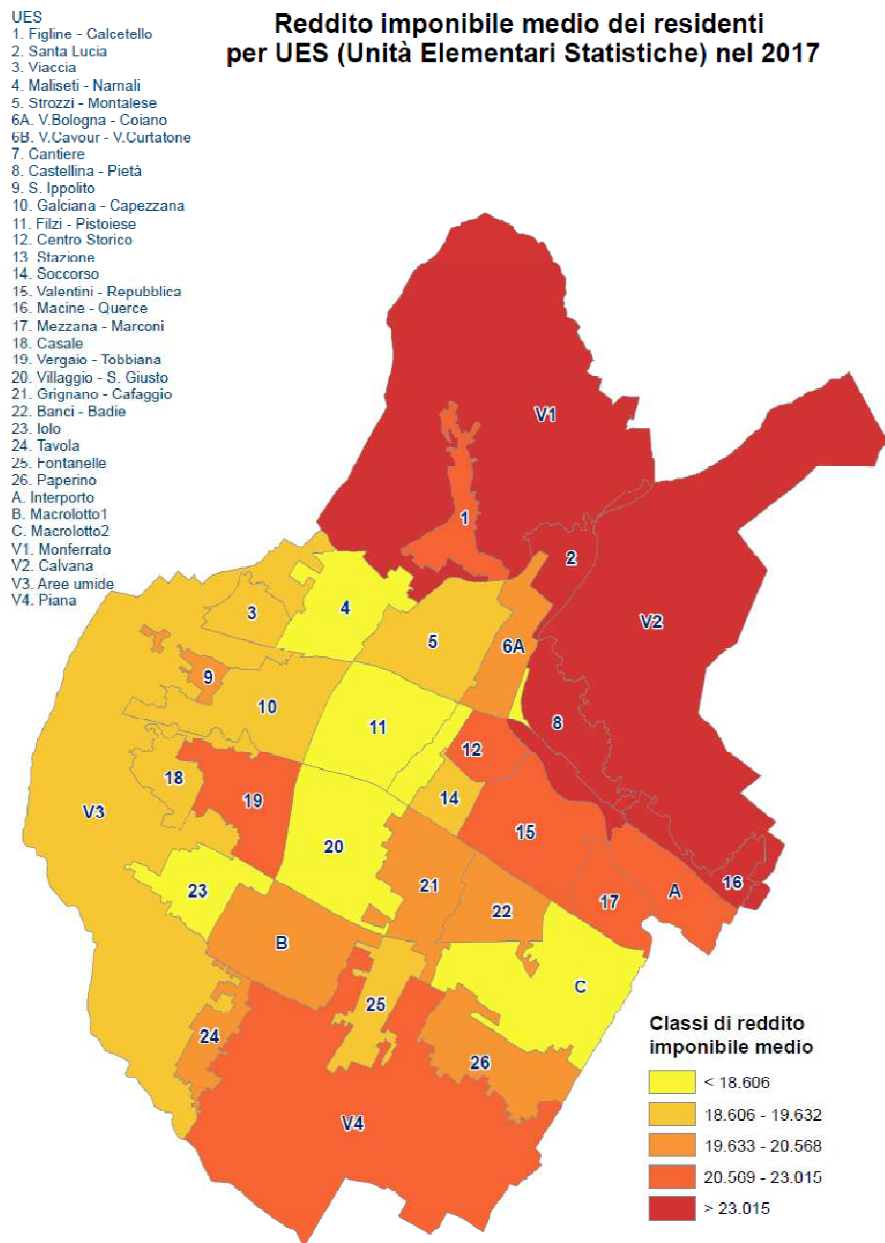 Reddito imponibile medio dei residenti
per UES (Unità Elementari Statistiche) nel 2017
UES
1. Figline - Galcetello
2. Santa Lucia
3. Viaccia
4. Maliseti - Narnali
5. Strozzi - Montalese
6A. V.Bologna - Coiano
6B. V.Cavour - V.Curtatone
7. Cantiere
8. Castellina - Pietà
9. S. Ippolito
10. Galciana - Capezzana
11. Filzi - Pistoiese
12. Centro Storico
13. Stazione
14. Soccorso
15. Valentini - Repubblica
16. Macine - Querce
17. Mezzana - Marconi
18. Casale
19. Vergaio - Tobbiana
20. Villaggio - S. Giusto
21. Grignano - Cafaggio
22. Banci - Badie
23. Iolo
24. Tavola
25. Fontanelle
26. Paperino
A. Interporto
B. Macrolotto1
C. Macrolotto2
V1. Monferrato
V2. Calvana
V3. Aree umide
V4. Piana
V1
1
2
3
4
5
6A
V2
9
10
8
11
12
18
19
14
V3
15
20
23
21
22
17
A
16
B
C
25
24
26
V4
Classi di reddito
imponibile medio
< 18.606
18.606 - 19.632
19.633 - 20.568
20.569 - 23.015
> 23.015